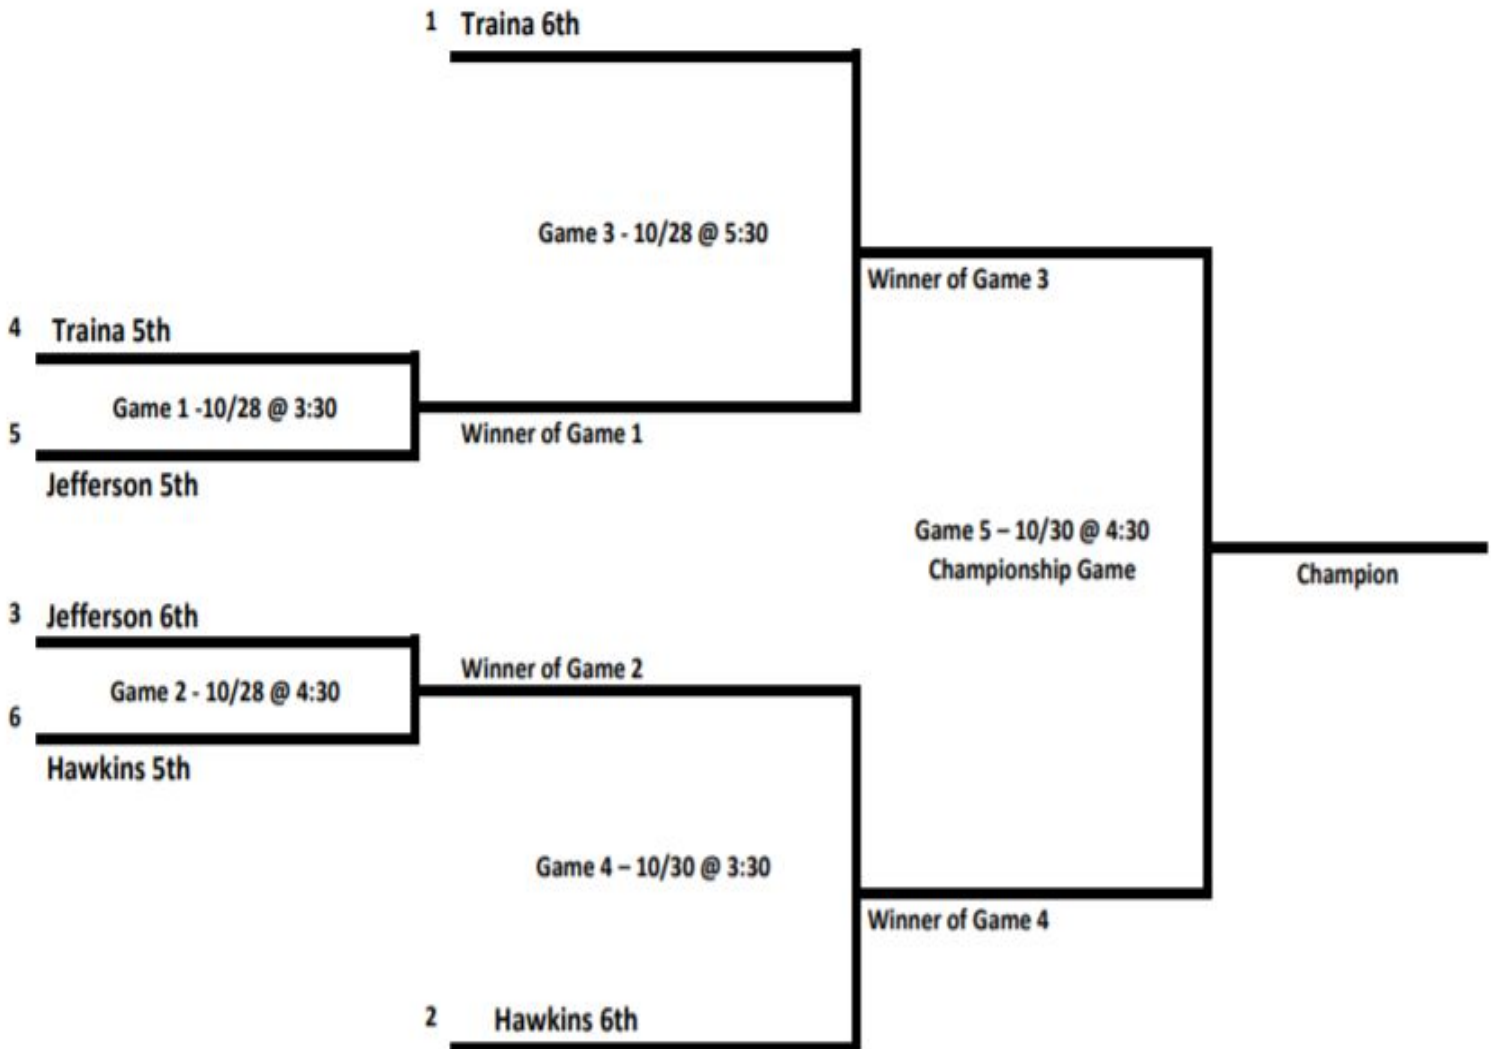 1 Traina 6th
Game 3 - 10/28 @ 5:30
Winner of Game 3
4 Traina 5th
Game 1 -10/28 @ 3:30
5
Jefferson 5th
Winner of Game 1
Game 5 – 10/30 @ 4:30
Championship Game
Champion
3 Jefferson 6th
Game 2 - 10/28 @ 4:30
6
Hawkins 5th
Winner of Game 2
Game 4 – 10/30 @ 3:30
Winner of Game 4
2 Hawkins 6th